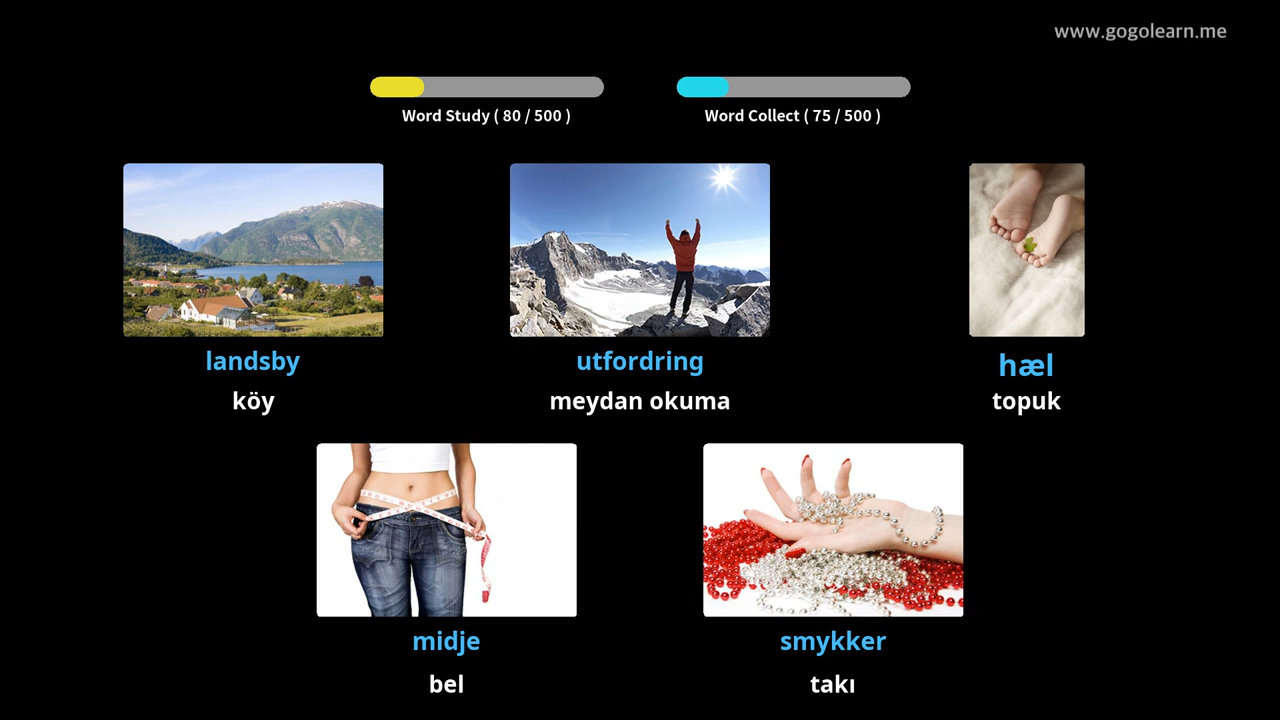 www.gogolearn.me
Word Study ( 80 / 500 )
Word Collect ( 75 / 500 )
landsby
utfordring
hæl
köy
meydan okuma
topuk
midje
smykker
bel
takı